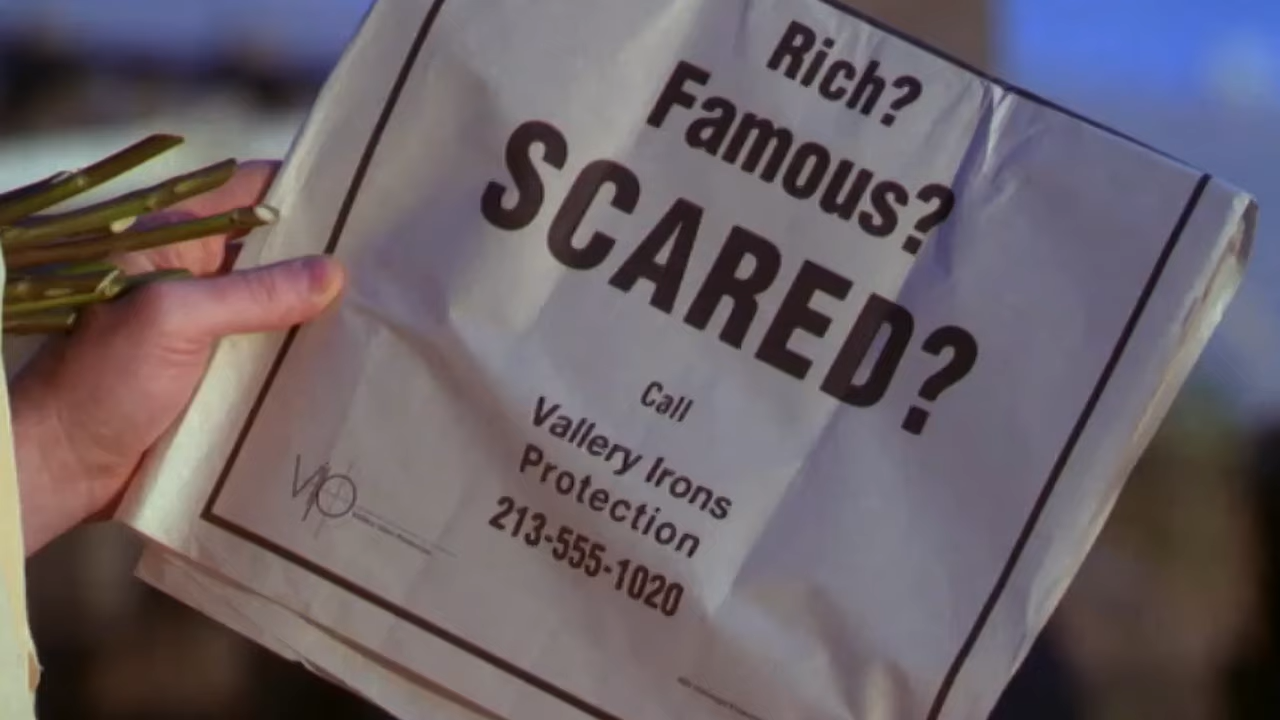 Rich?
Famous?
SCARED?
Call
Vallery Irons
Protection
213-555-1020
VIP